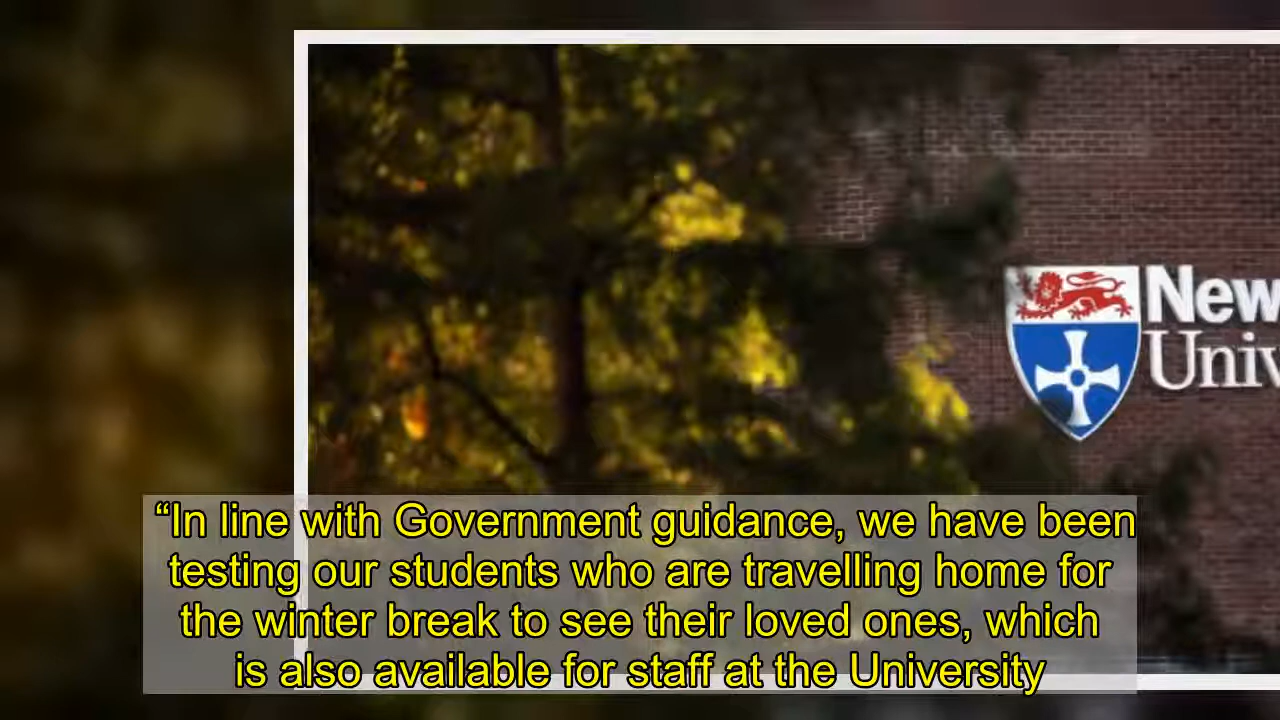 New
Univ
“In line with Government guidance, we have been
testing our students who are travelling home for
the winter break to see their loved ones, which
is also available for staff at the University